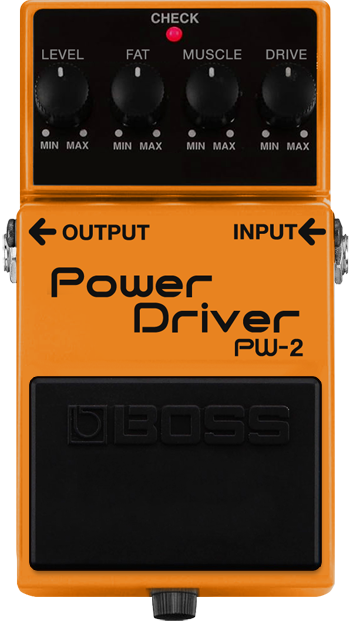 CHECK
LEVEL FAT MUSCLE DRIVE
MIN MAX MIN MAX MIN MAX MIN MAX
OUTPUT INPUT
Power
Driver
PW-2
BOSS